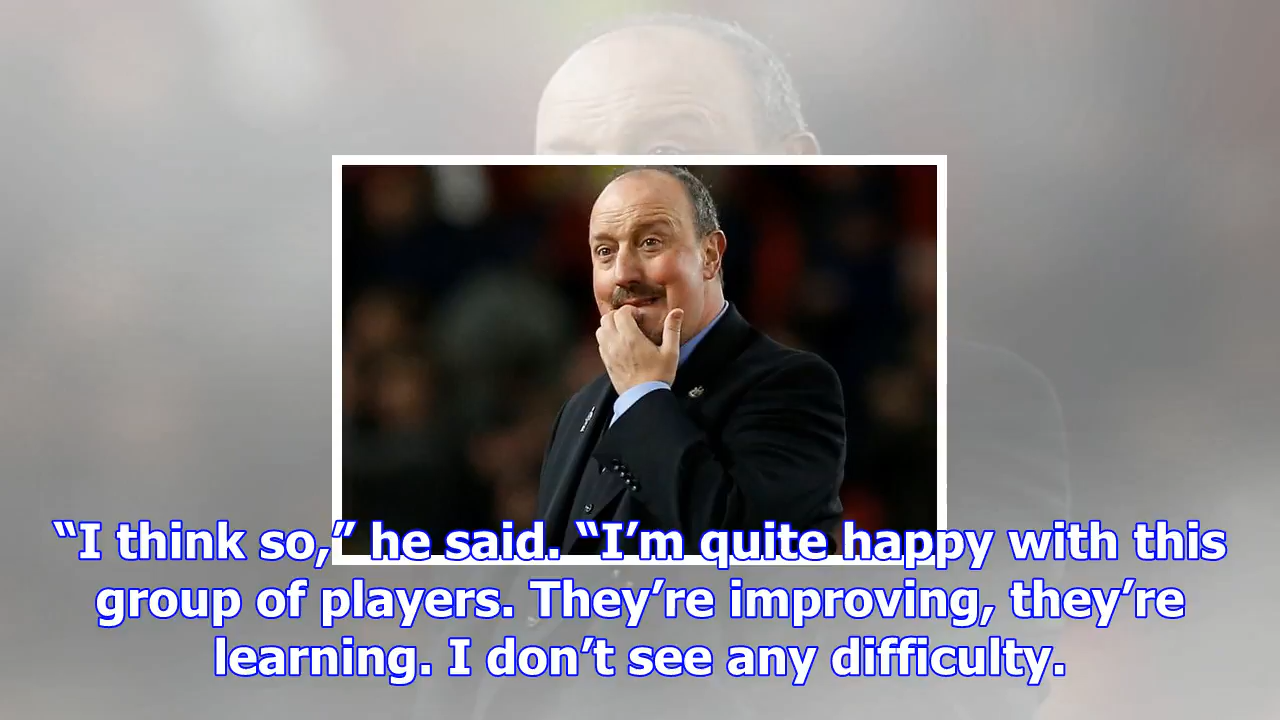 “I think so,” he said. “I’m quite happy with this
group of players. They’re improving, they’re
learning. I don’t see any difficulty.